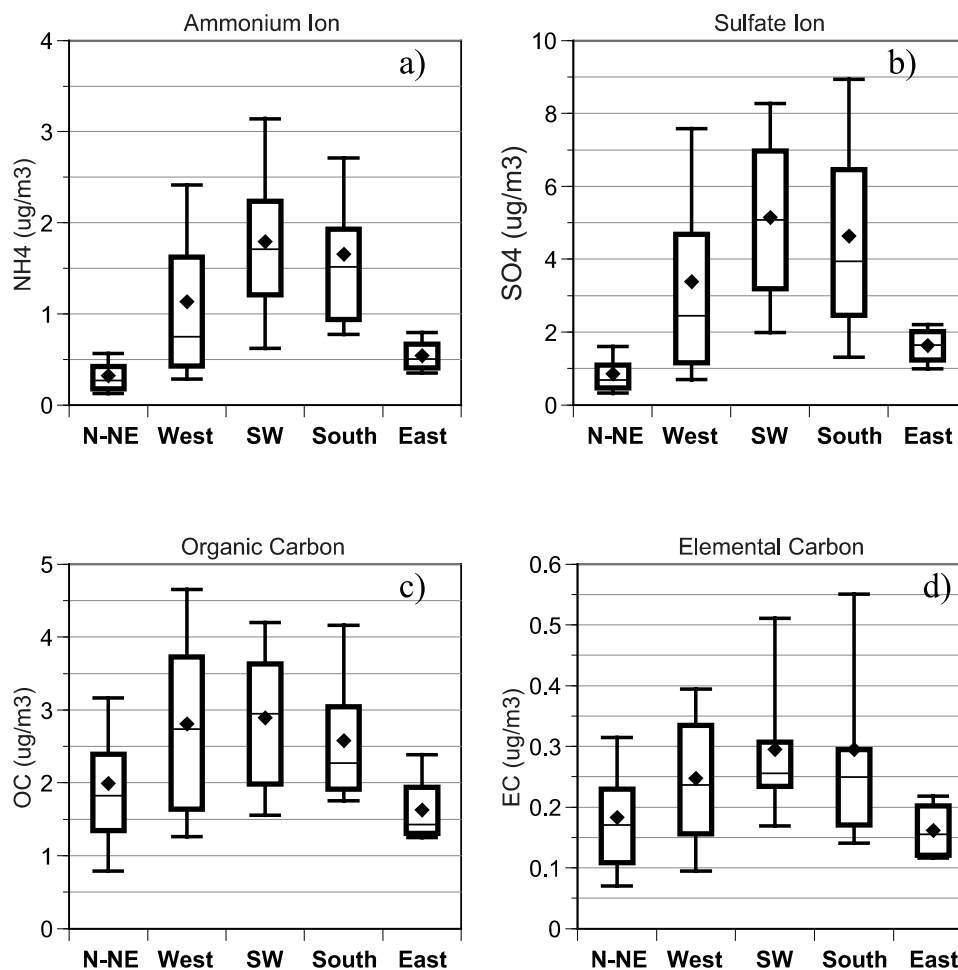 Ammonium Ion
a)
4
3
2
1
0
NH4 (ug/m3)
N-NE West SW South East
Sulfate Ion
b)
10
8
6
4
2
0
SO4 (ug/m3)
N-NE West SW South East
Organic Carbon
c)
5
4
3
2
1
0
OC (ug/m3)
N-NE West SW South East
Elemental Carbon
d)
0.6
0.5
0.4
0.3
0.2
0.1
0
EC (ug/m3)
N-NE West SW South East